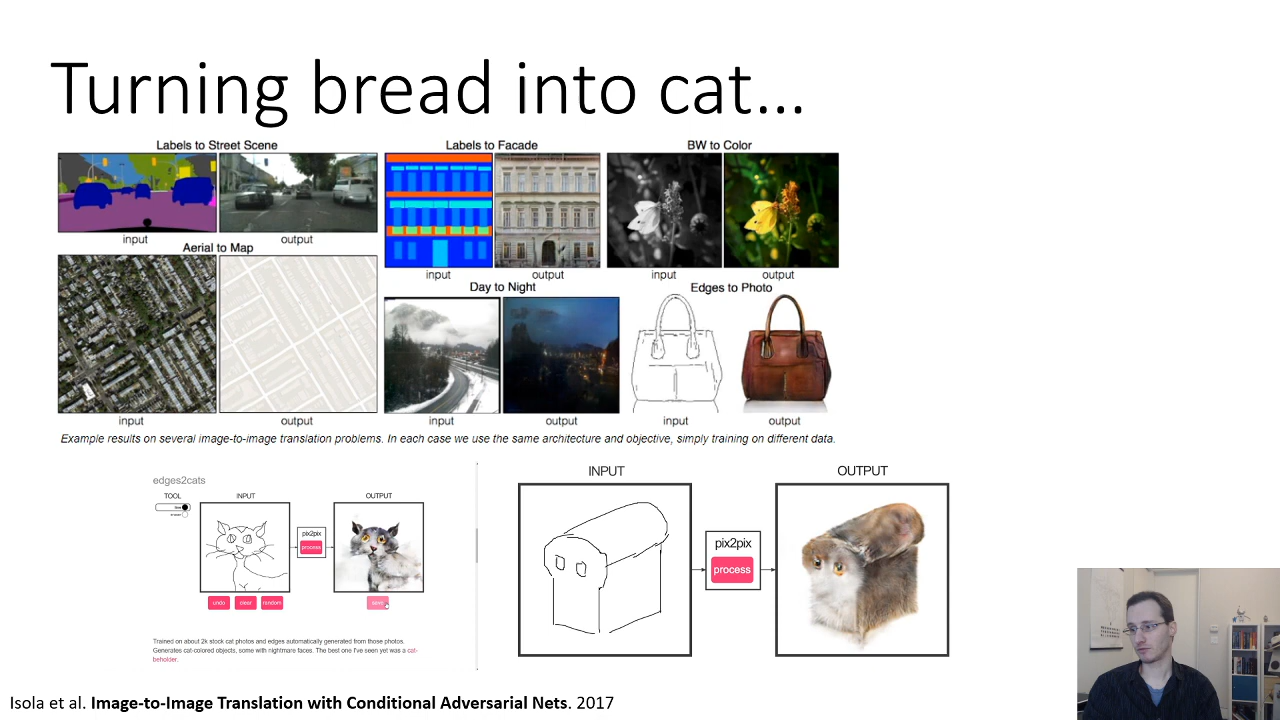 Turning bread into cat...
Labels to Street Scene
input
output
Aerial to Map
input
output
Labels to Facade
input
output
BW to Color
input
output
Day to Night
input
output
Edges to Photo
input
output
Example results on several image-to-image translation problems. In each case we use the same architecture and objective, simply training on different data.
edges2cats
TOOL
INPUT
OUTPUT
line
pix2pix
process
undo
clear
random
save
Trained on about 2k stock cat photos and edges automatically generated from those photos.
Generates cat-colored objects, some with nightmare faces. The best one I've seen yet was a cat-
beholder.
INPUT
OUTPUT
pix2pix
process
Isola et al. Image-to-Image Translation with Conditional Adversarial Nets. 2017